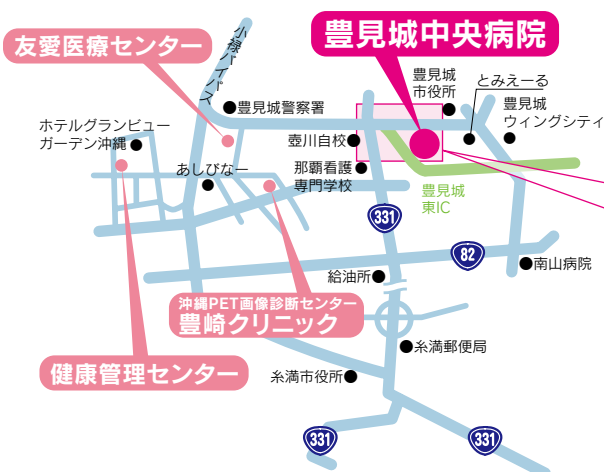 友愛医療センター
小禄バイパス
豊見城中央病院
豊見城
市役所
とみえーる
豊見城
ウィングシティ
豊見城警察署
ホテルグランビュー
ガーデン沖縄
壺川自校
あしびなー
那覇看護
専門学校
豊見城
東IC
331
82
南山病院
給油所
沖縄PET画像診断センター
豊崎クリニック
糸満郵便局
健康管理センター
糸満市役所
331
331